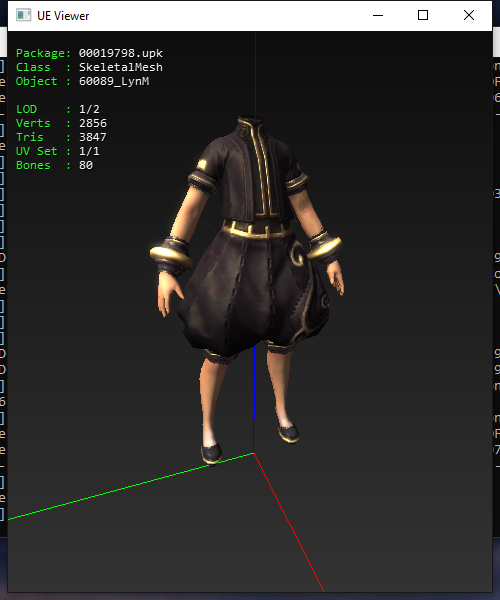 UE Viewer
Package: 00019798.upk
Class : SkeletalMesh
Object : 60089_LynM
LOD : 1/2
Verts : 2856
Tris : 3847
UV Set : 1/1
Bones : 80